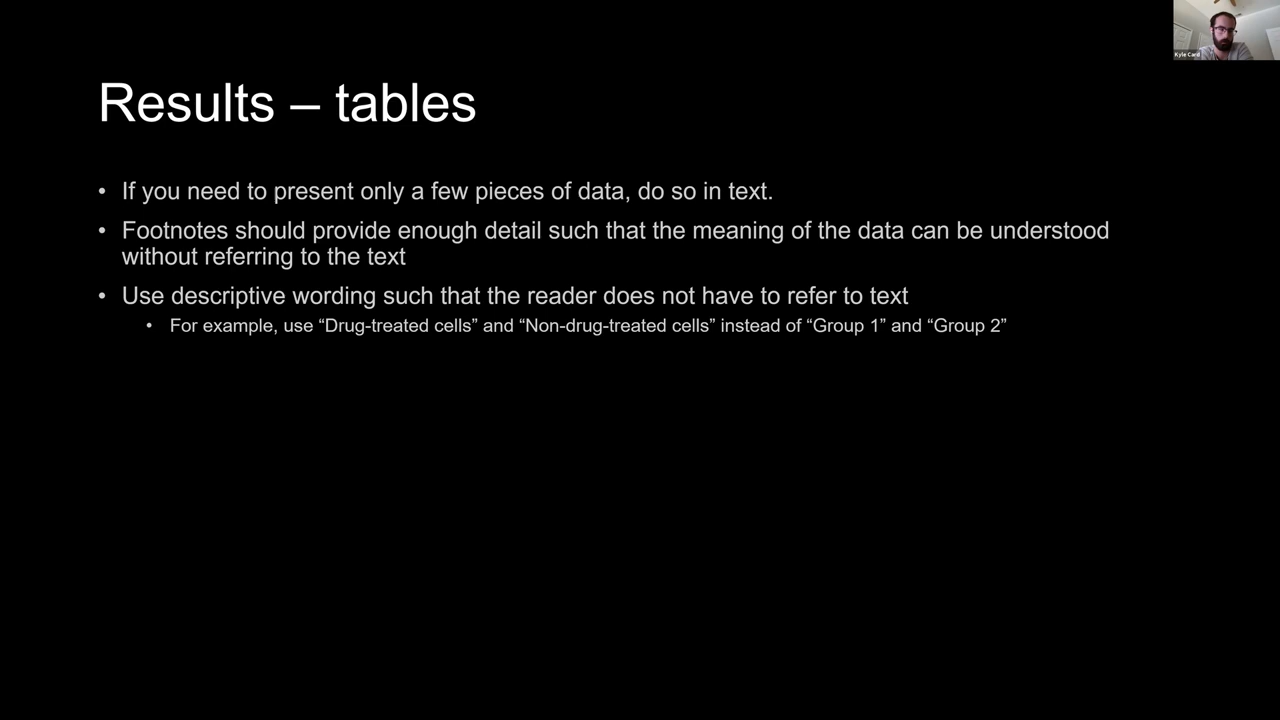 Kyle Card
Results – tables
• If you need to present only a few pieces of data, do so in text.
• Footnotes should provide enough detail such that the meaning of the data can be understood
without referring to the text
• Use descriptive wording such that the reader does not have to refer to text
• For example, use “Drug-treated cells” and “Non-drug-treated cells” instead of “Group 1” and “Group 2”